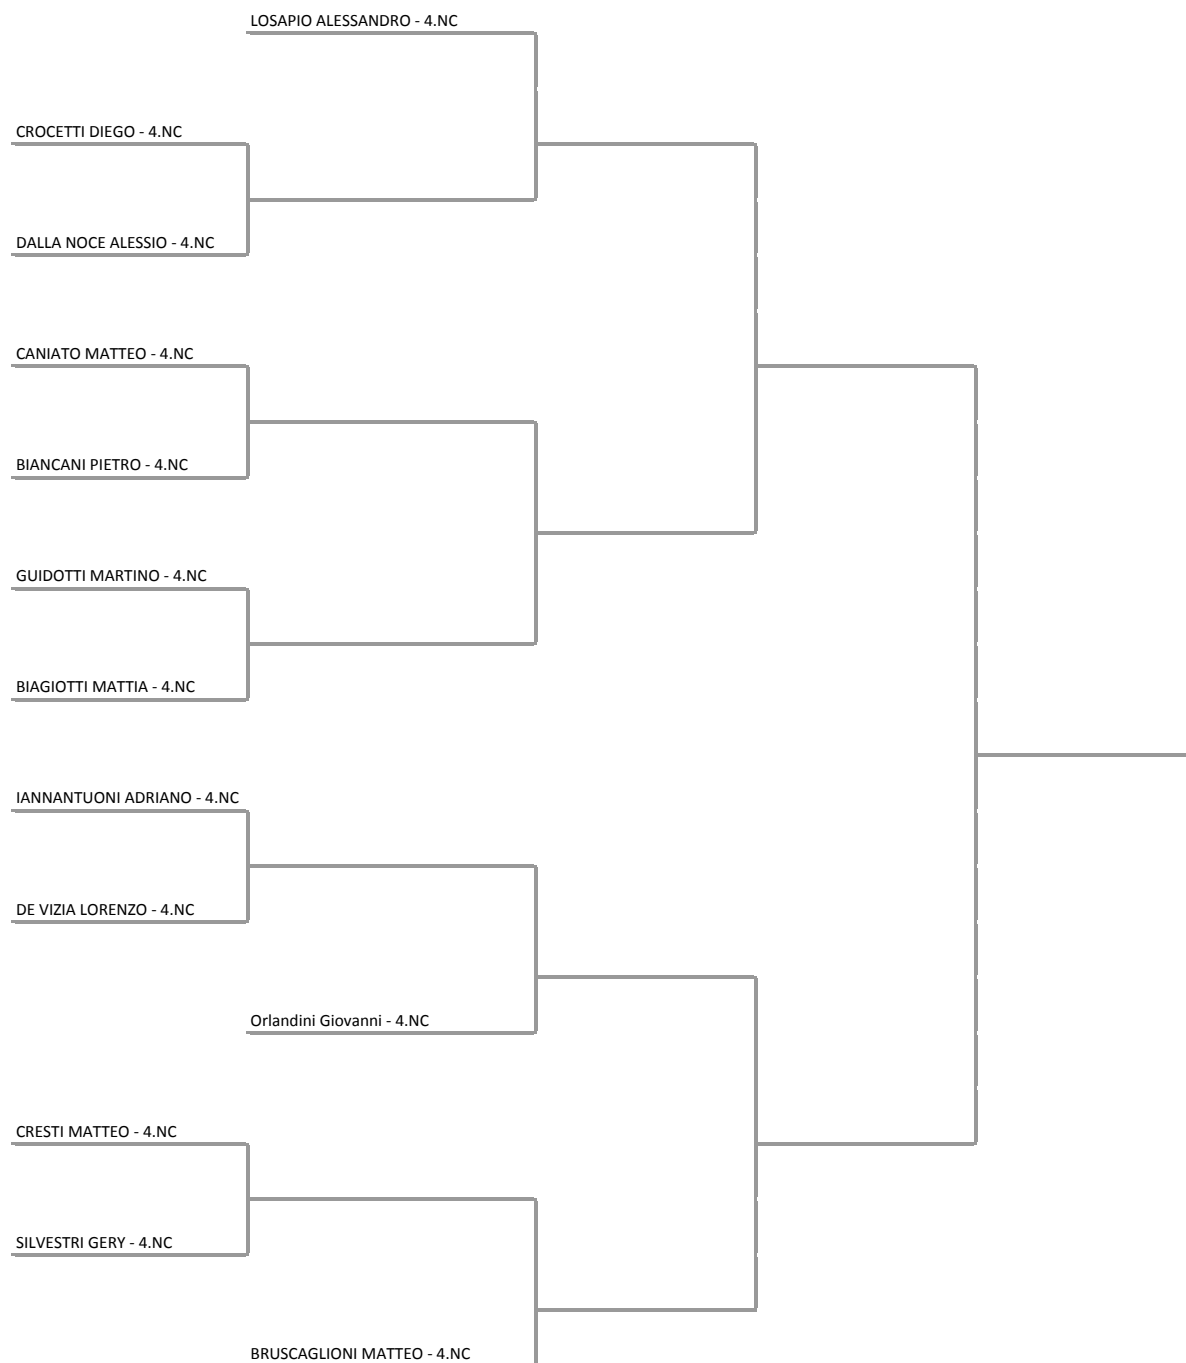 LOSAPIO ALESSANDRO - 4.NC
CROCETTI DIEGO - 4.NC
DALLA NOCE ALESSIO - 4.NC
CANIATO MATTEO - 4.NC
BIANCANI PIETRO - 4.NC
GUIDOTTI MARTINO - 4.NC
BIAGIOTTI MATTIA - 4.NC
IANNANTUONI ADRIANO - 4.NC
DE VIZIA LORENZO - 4.NC
Orlandini Giovanni - 4.NC
CRESTI MATTEO - 4.NC
SILVESTRI GERY - 4.NC
BRUSCAGLIONI MATTEO - 4.NC